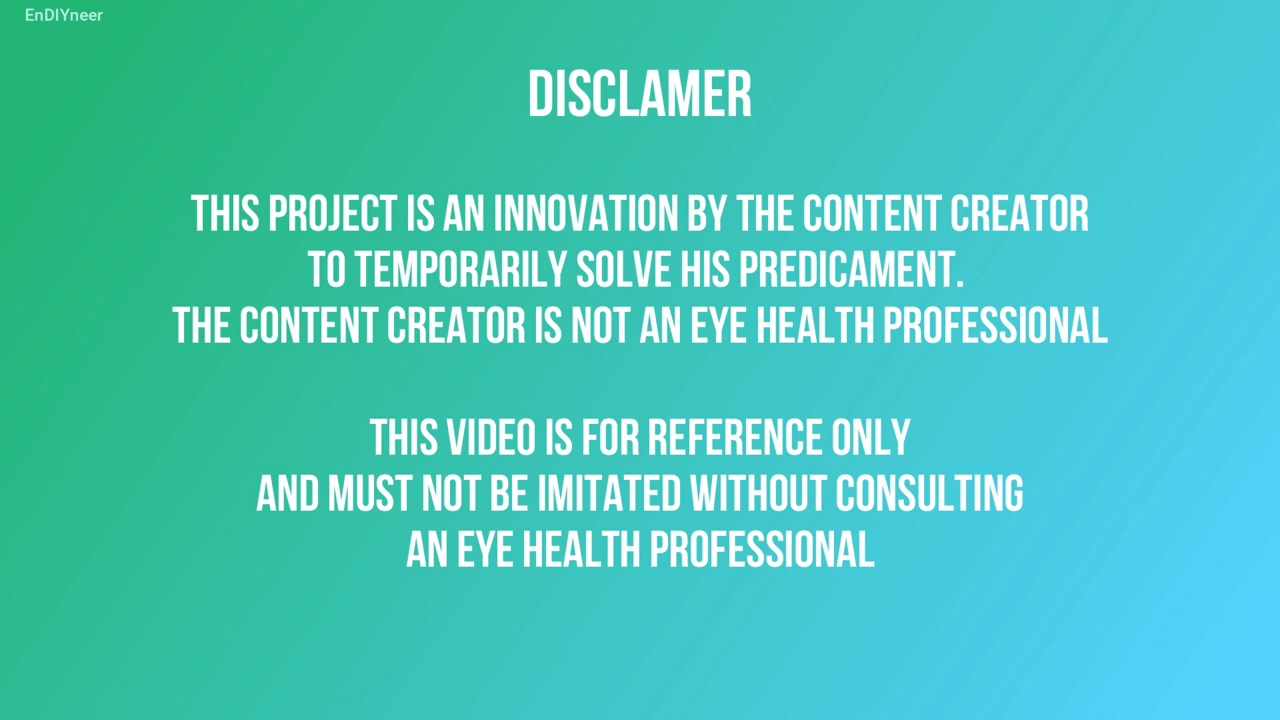 EnDIYneer
DISCLAMER
THIS PROJECT IS AN INNOVATION BY THE CONTENT CREATOR
TO TEMPORARILY SOLVE HIS PREDICAMENT.
THE CONTENT CREATOR IS NOT AN EYE HEALTH PROFESSIONAL
THIS VIDEO IS FOR REFERENCE ONLY
AND MUST NOT BE IMITATED WITHOUT CONSULTING
AN EYE HEALTH PROFESSIONAL